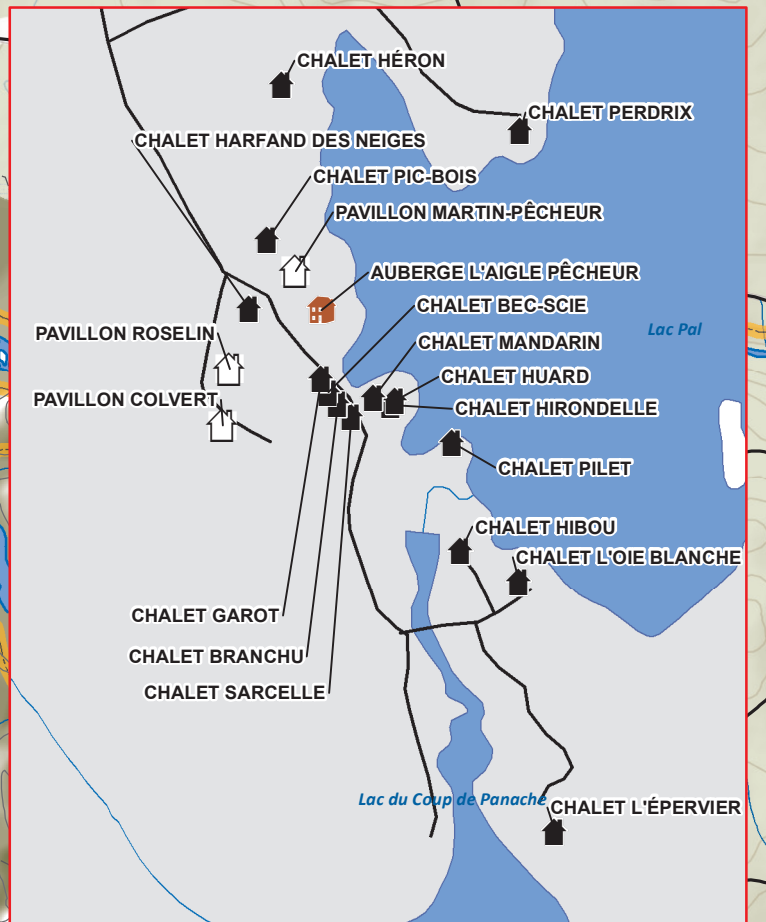 CHALET HÉRON
CHALET PERDRIX
CHALET HARFAND DES NEIGES
CHALET PIC-BOIS
PAVILLON MARTIN-PÊCHEUR
AUBERGE L'AIGLE PÊCHEUR
CHALET BEC-SCIE
PAVILLON ROSELIN
Lac Pal
CHALET MANDARIN
CHALET HUARD
PAVILLON COLVERT
CHALET HIRONDELLE
CHALET PILET
CHALET HIBOU
CHALET L'OIE BLANCHE
CHALET GAROT
CHALET BRANCHU
CHALET SARCELLE
Lac du Coup de Panache
CHALET L'ÉPERVIER